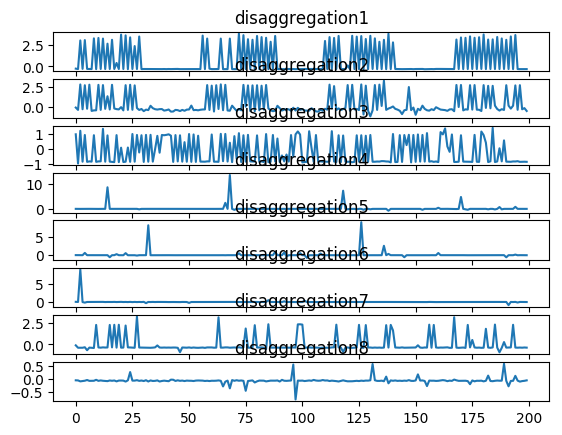 disaggregation1
2.5
0.0
disaggregation2
2.5
0.0
disaggregation3
1
0
−1
disaggregation4
10
0
disaggregation5
5
0
disaggregation6
5
0
disaggregation7
2.5
0.0
disaggregation8
0.5
0.0
−0.5
0 25 50 75 100 125 150 175 200